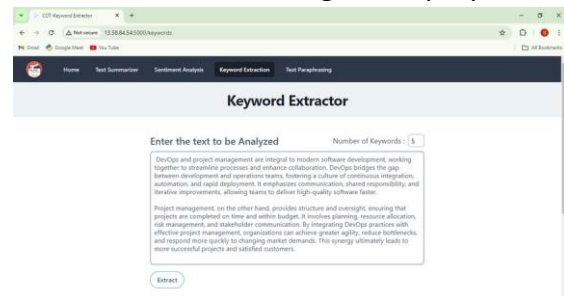 CDT-Keyword Extractor
Not secure 13.58.84.54:5000/keywords
Gmail Google Meet You Tube All Bookmarks
Home Text Summarizer Sentiment Analysis Keyword Extraction Text Paraphrasing
Keyword Extractor
Enter the text to be Analyzed Number of Keywords : 5
DevOps and project management are integral to modern software development, working
together to streamline processes and enhance collaboration. DevOps bridges the gap
between development and operations teams, fostering a culture of continuous integration,
automation, and rapid deployment. It emphasizes communication, shared responsibility, and
iterative improvements, allowing teams to deliver high-quality software faster.
Project management, on the other hand, provides structure and oversight, ensuring that
projects are completed on time and within budget. It involves planning, resource allocation,
risk management, and stakeholder communication. By integrating DevOps practices with
effective project management, organizations can achieve greater agility, reduce bottlenecks,
and respond more quickly to changing market demands. This synergy ultimately leads to
more successful projects and satisfied customers.
Extract